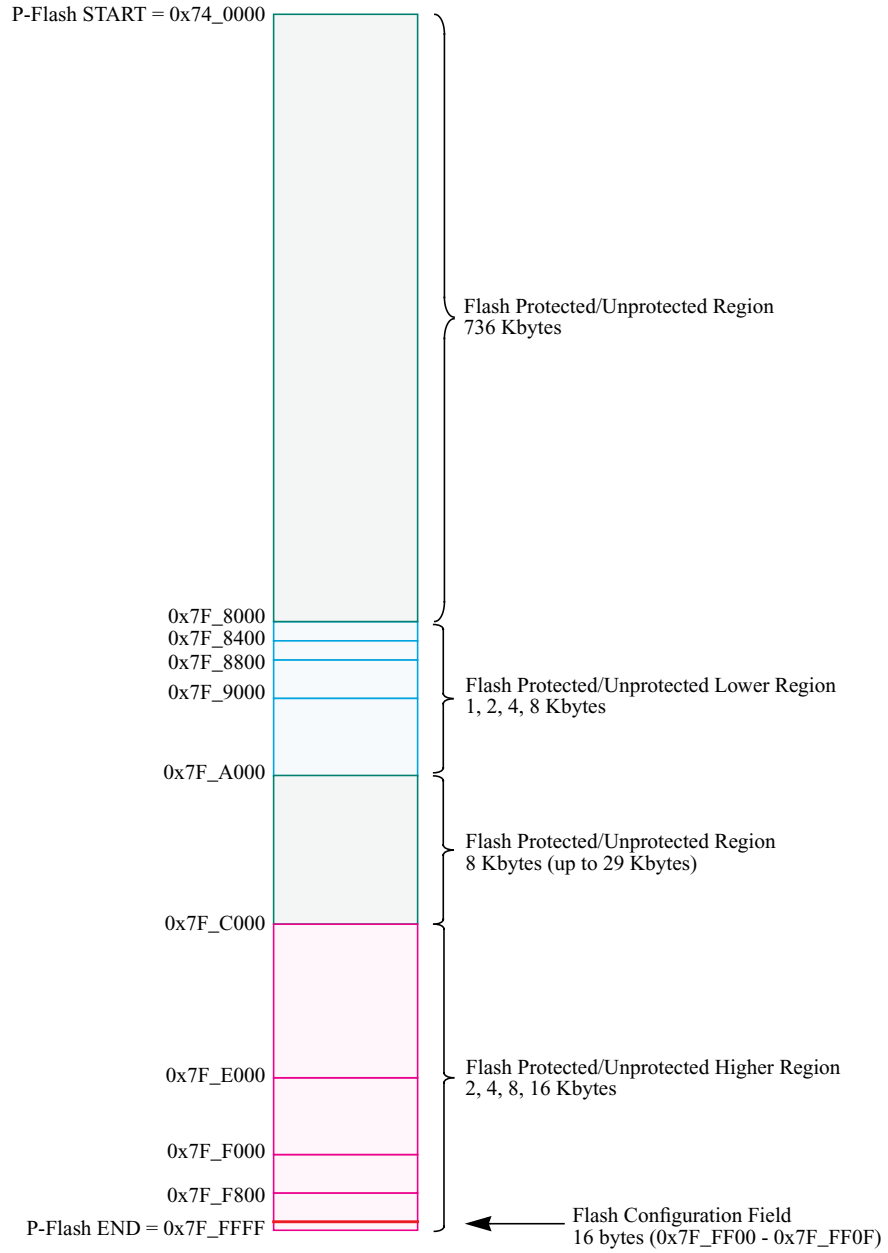 P-Flash START = 0x74_0000
Flash Protected/Unprotected Region
736 Kbytes
0x7F_8000
0x7F_8400
0x7F_8800
0x7F_9000
Flash Protected/Unprotected Lower Region
1, 2, 4, 8 Kbytes
0x7F_A000
Flash Protected/Unprotected Region
8 Kbytes (up to 29 Kbytes)
0x7F_C000
0x7F_E000
Flash Protected/Unprotected Higher Region
2, 4, 8, 16 Kbytes
0x7F_F000
0x7F_F800
P-Flash END = 0x7F_FFFF
Flash Configuration Field
16 bytes (0x7F_FF00 - 0x7F_FF0F)